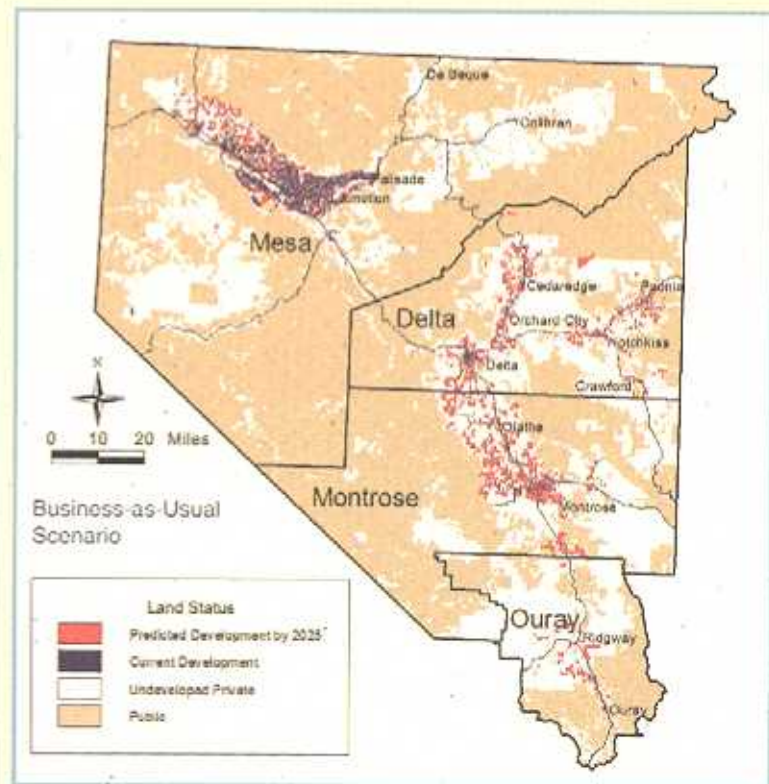 De Beque
Collbran
Palisade
Junction
Mesa
Cedaredge
Paonia
Delta
Orchard City
Hotchkiss
Delta
Crawford
N
0 10 20 Miles
Olathe
Montrose
Montrose
Business-as-Usual
Scenario
Land Status
Predicted Development by 2025
Current Development
Undeveloped Private
Public
Ouray
Ridgway
Ouray